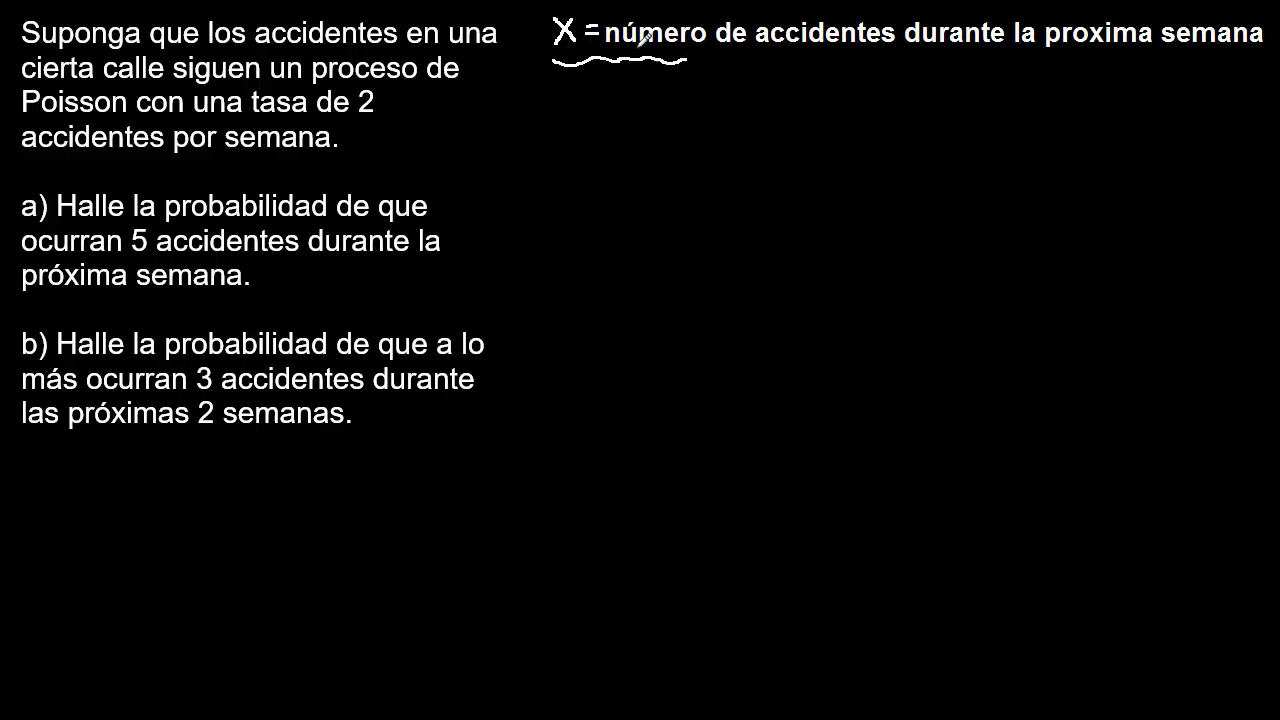 Suponga que los accidentes en una
cierta calle siguen un proceso de
Poisson con una tasa de 2
accidentes por semana.
a) Halle la probabilidad de que
ocurran 5 accidentes durante la
próxima semana.
b) Halle la probabilidad de que a lo
más ocurran 3 accidentes durante
las próximas 2 semanas.
X = número de accidentes durante la proxima semana